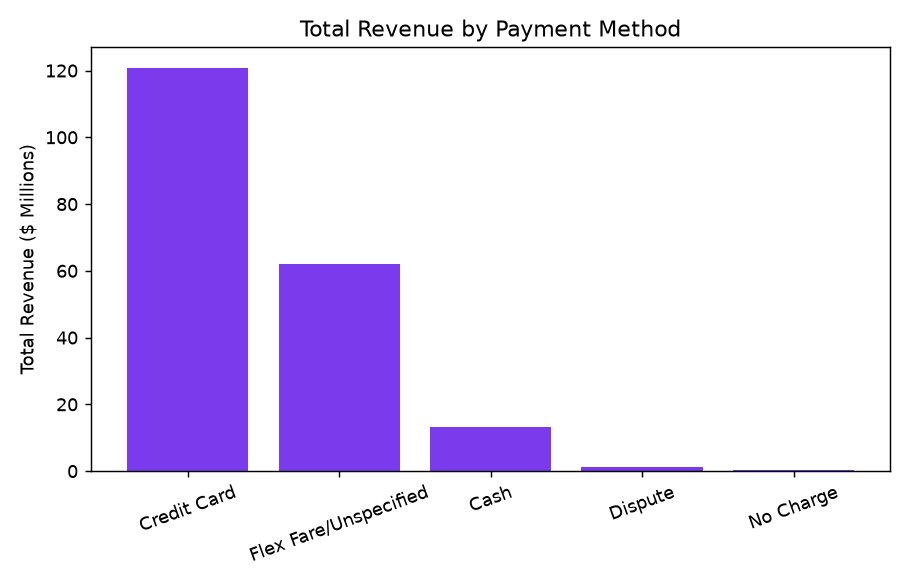 Total Revenue by Payment Method
Total Revenue ($ Millions)
120
100
80
60
40
20
0
Credit Card
Flex Fare/Unspecified
Cash
Dispute
No Charge